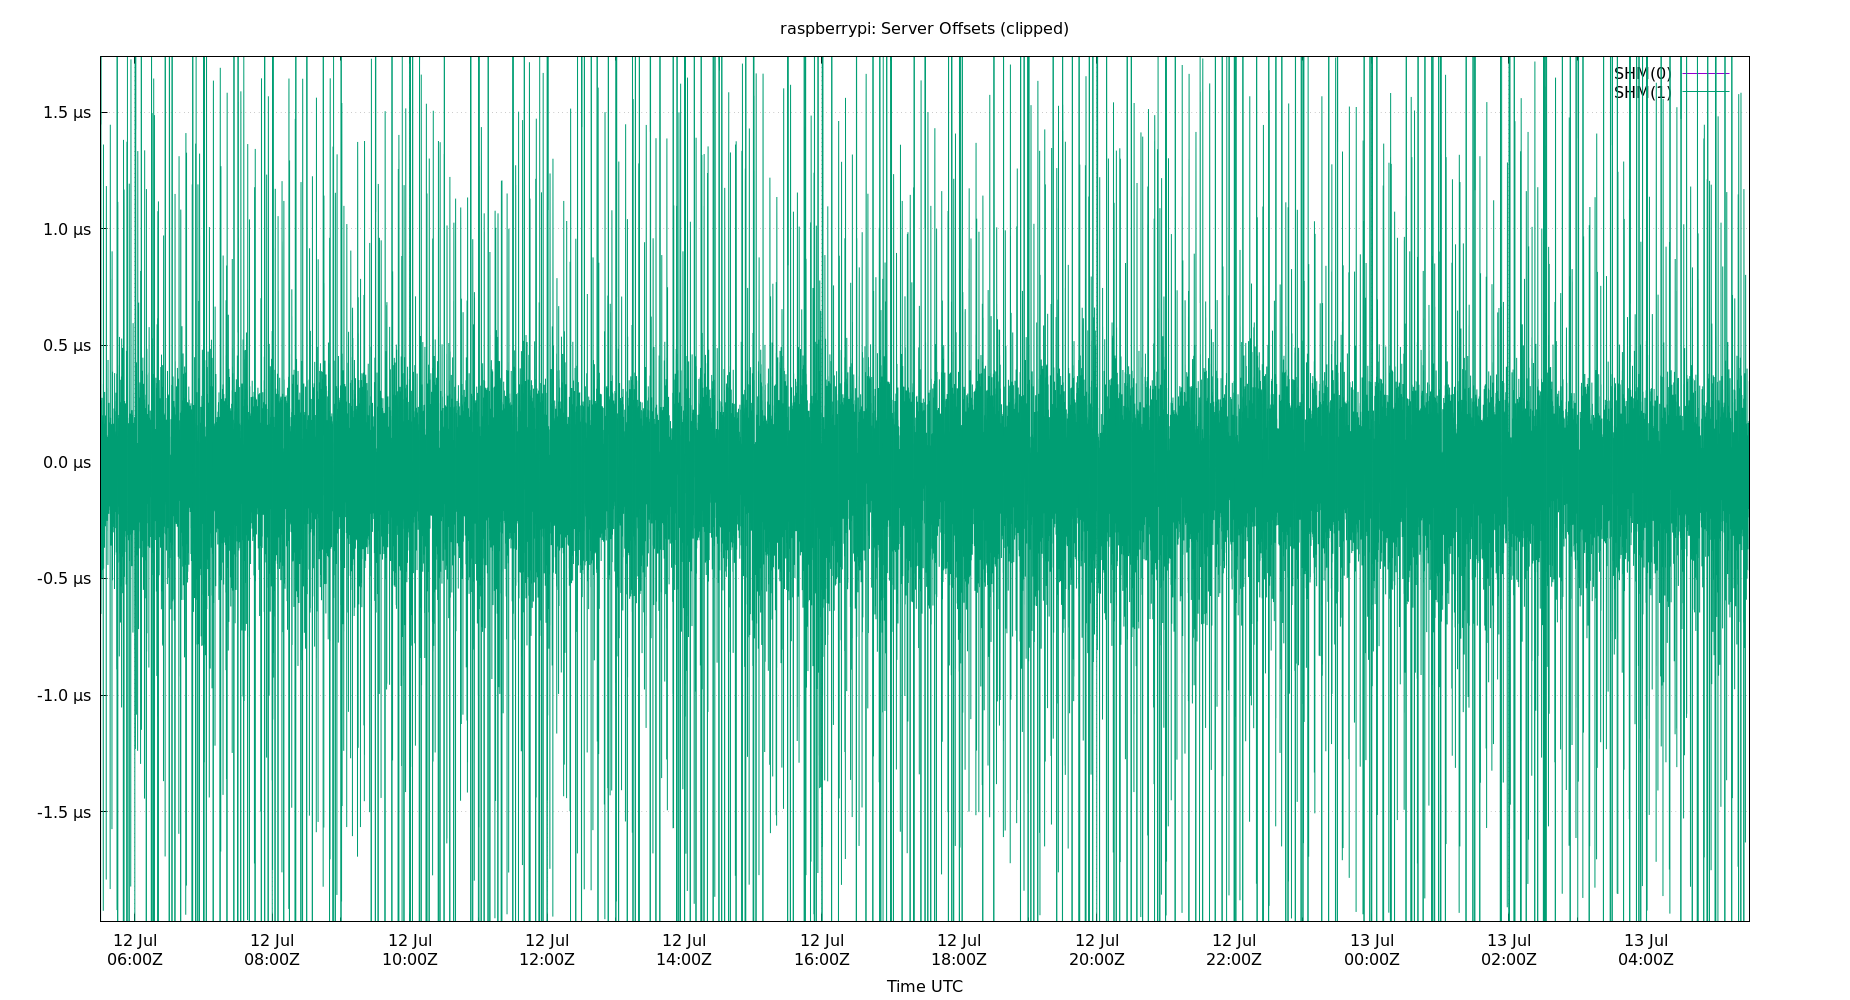 raspberrypi: Server Offsets (clipped)
SHM(0)
SHM(1)
1.5 µs
1.0 µs
0.5 µs
0.0 µs
-0.5 µs
-1.0 µs
-1.5 µs
12 Jul 12 Jul 12 Jul 12 Jul 12 Jul 12 Jul 12 Jul 12 Jul 12 Jul 13 Jul 13 Jul 13 Jul
06:00Z 08:00Z 10:00Z 12:00Z 14:00Z 16:00Z 18:00Z 20:00Z 22:00Z 00:00Z 02:00Z 04:00Z
Time UTC